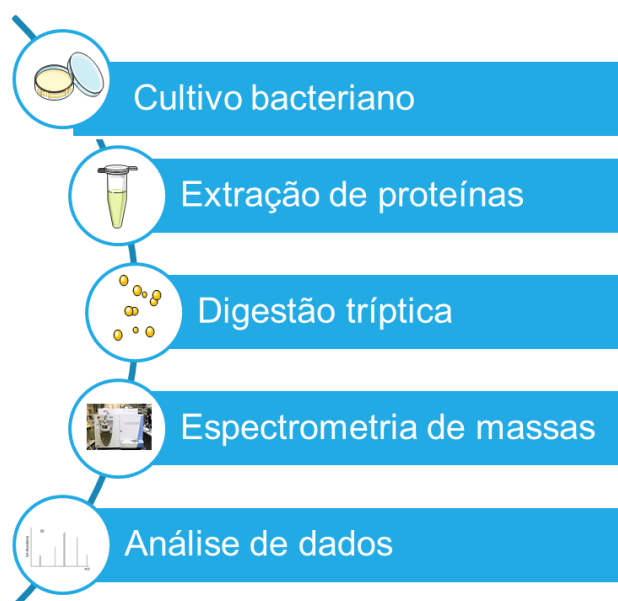 Cultivo bacteriano
Extração de proteínas
Digestão tríptica
Espectrometria de massas
Análise de dados